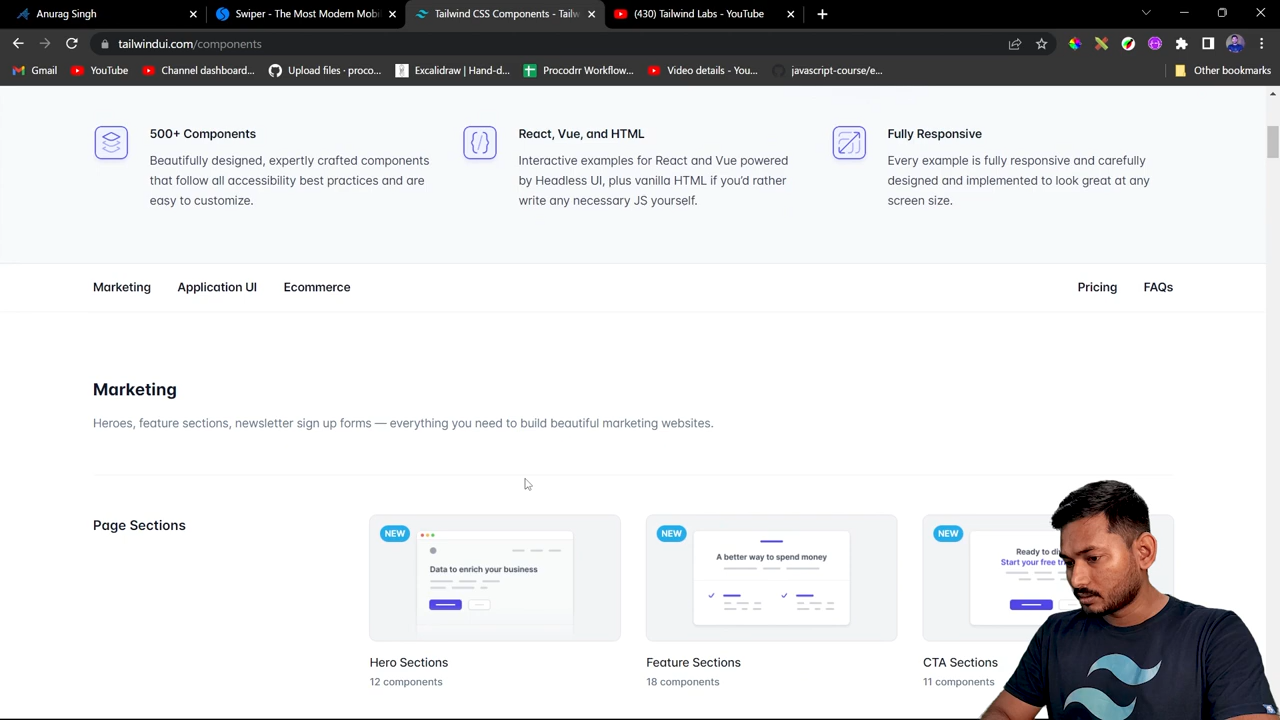 Anurag Singh
Swiper - The Most Modern Mobi
Tailwind CSS Components - Tailw
(430) Tailwind Labs - YouTube
tailwindui.com/components
Gmail
YouTube
Channel dashboard...
Upload files · proco...
Excalidraw | Hand-d...
Procodrr Workflow...
Video details - You...
javascript-course/e...
Other bookmarks
500+ Components
React, Vue, and HTML
Fully Responsive
Beautifully designed, expertly crafted components
that follow all accessibility best practices and are
easy to customize.
Interactive examples for React and Vue powered
by Headless UI, plus vanilla HTML if you'd rather
write any necessary JS yourself.
Every example is fully responsive and carefully
designed and implemented to look great at any
screen size.
Marketing
Application UI
Ecommerce
Pricing
FAQs
Marketing
Heroes, feature sections, newsletter sign up forms — everything you need to build beautiful marketing websites.
Page Sections
NEW
Data to enrich your business
NEW
A better way to spend money
NEW
Ready to di
Start your free
Hero Sections
12 components
Feature Sections
18 components
CTA Sections
11 components